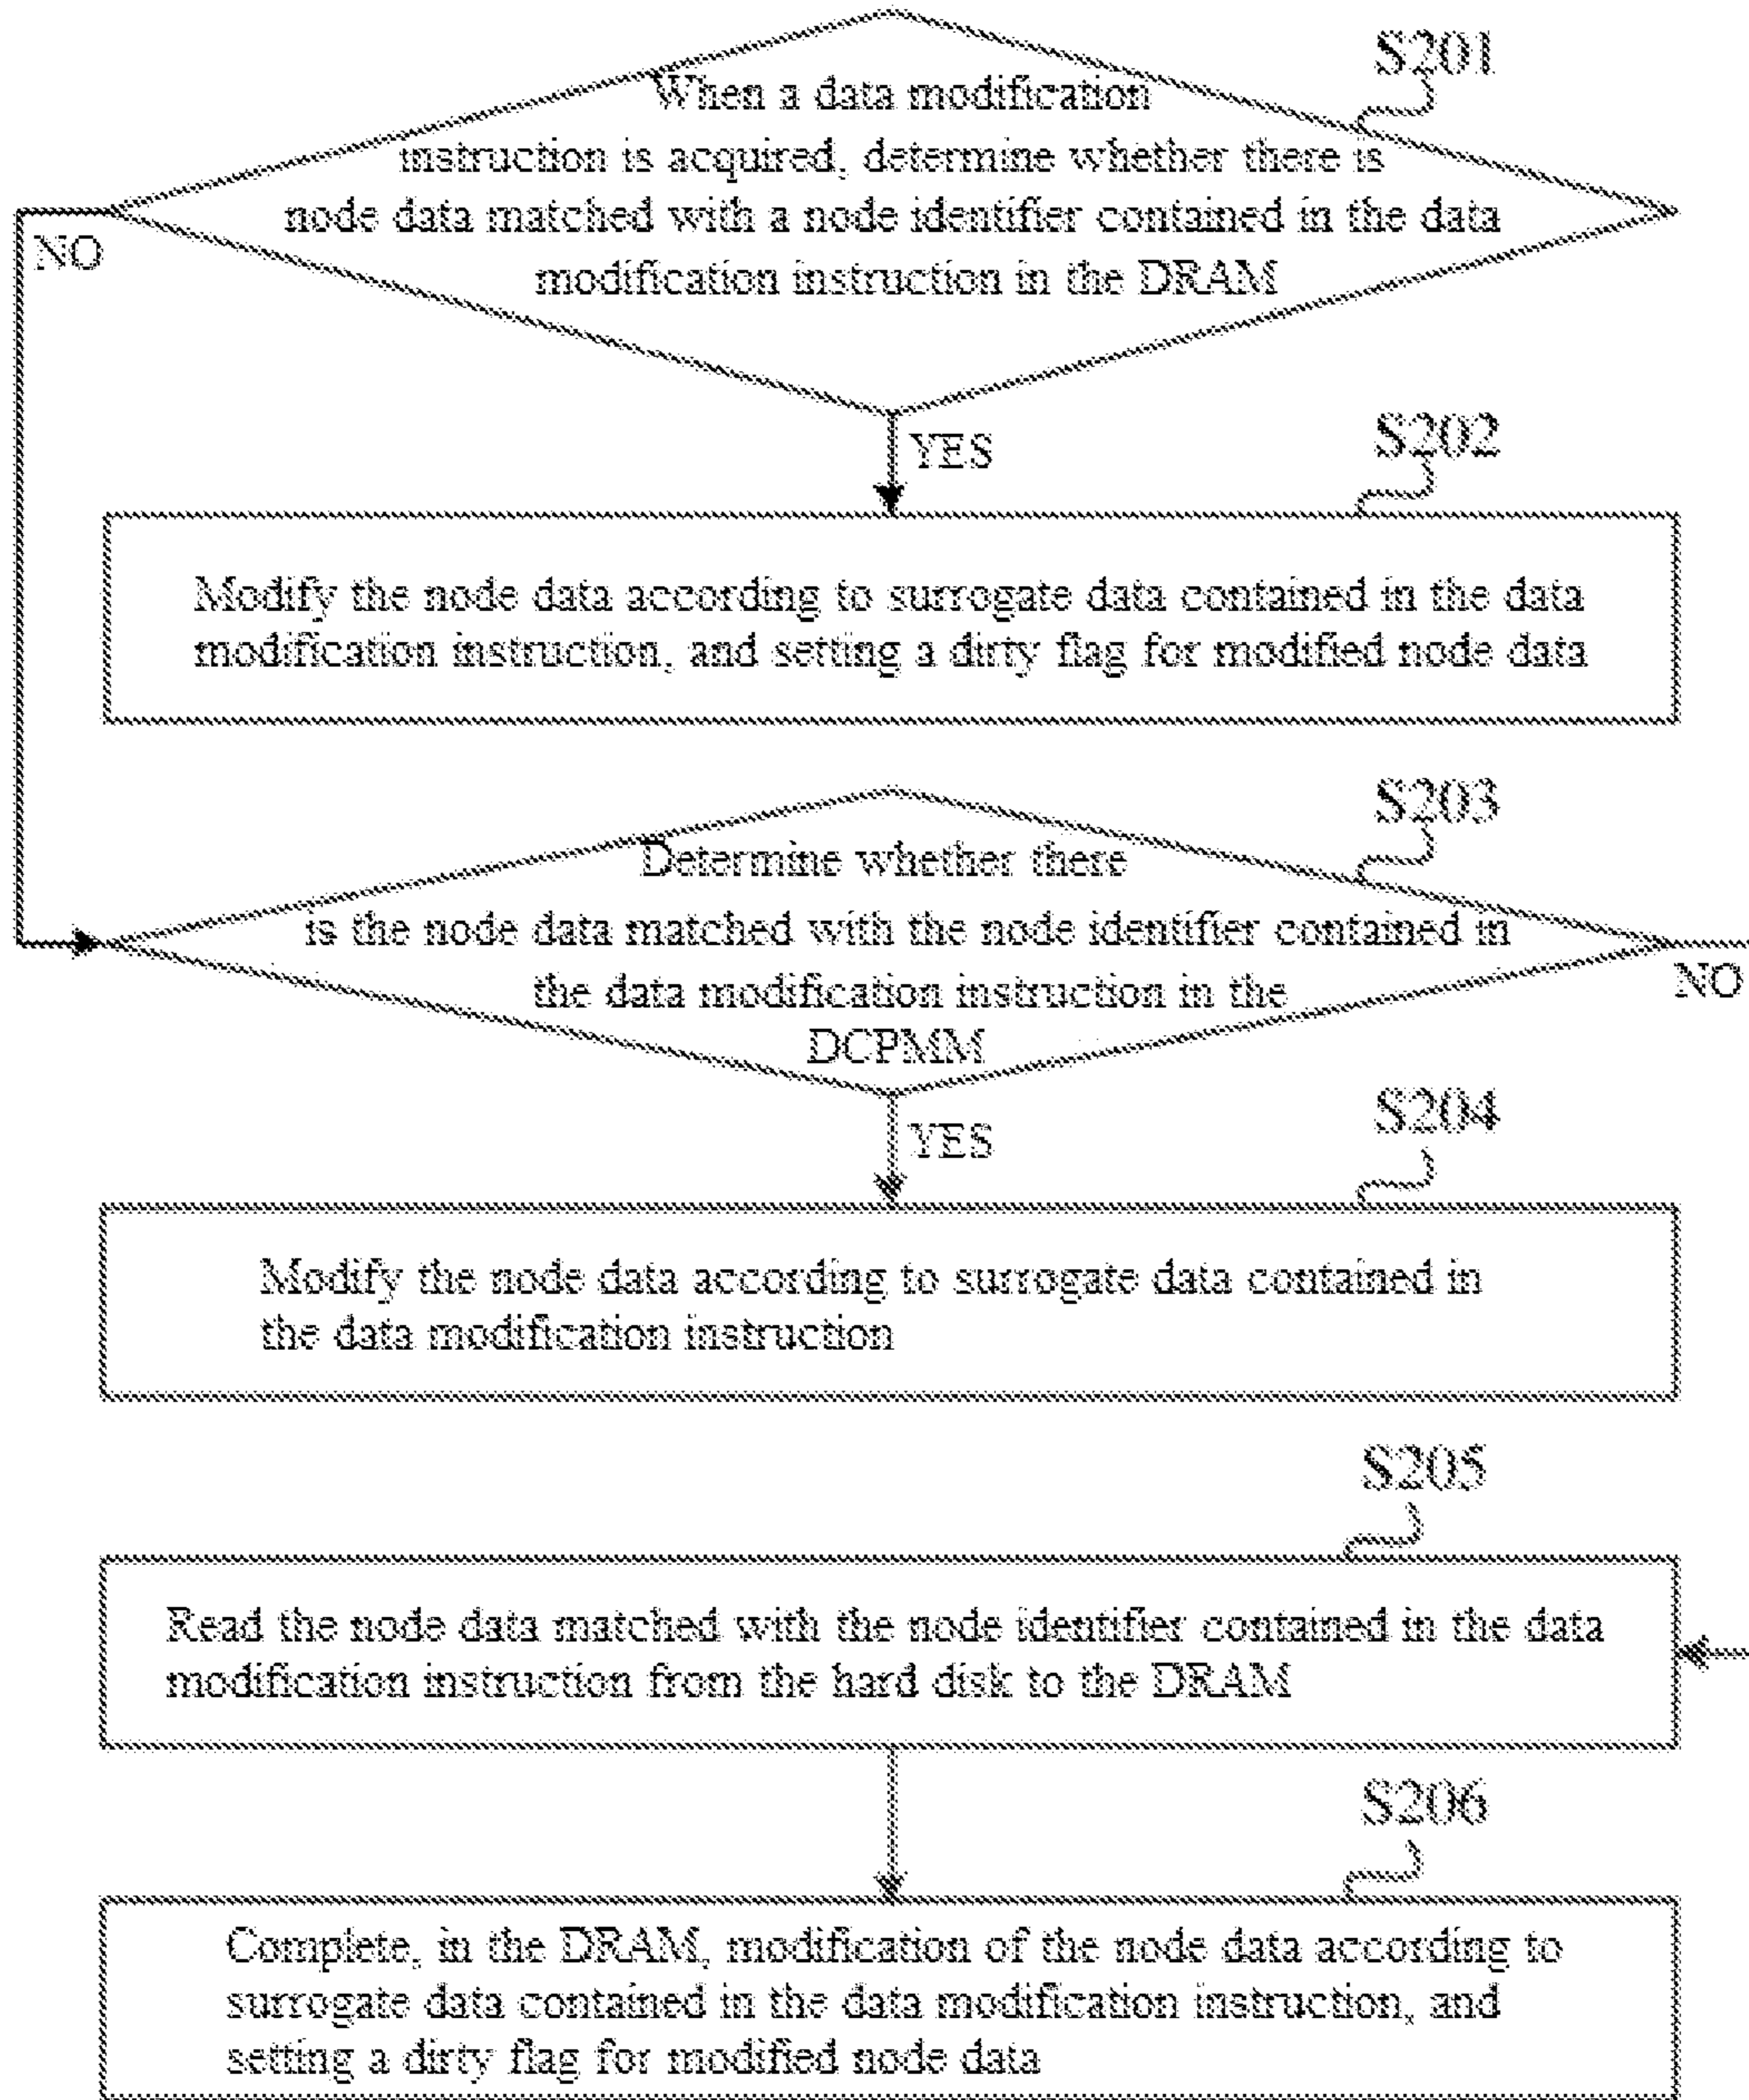 S201
When a data modification
instruction is acquired, determine whether there is
node data matched with a node identifier contained in the data
modification instruction in the DRAM
NO
YES
S202
Modify the node data according to surrogate data contained in the data
modification instruction, and setting a dirty flag for modified node data
S203
Determine whether there
is the node data matched with the node identifier contained in
the data modification instruction in the
DCPMM
NO
YES
S204
Modify the node data according to surrogate data contained in
the data modification instruction
S205
Read the node data matched with the node identifier contained in the data
modification instruction from the hard disk to the DRAM
S206
Complete, in the DRAM, modification of the node data according to
surrogate data contained in the data modification instruction, and
setting a dirty flag for modified node data